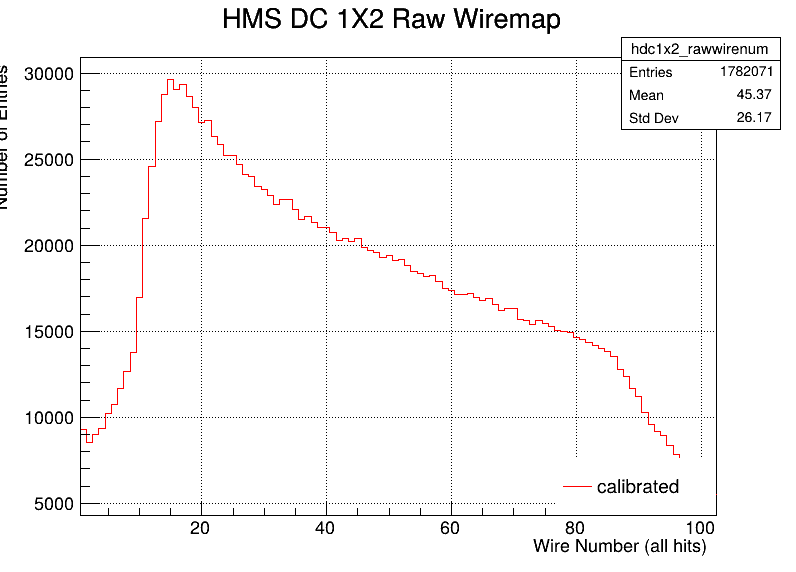 HMS DC 1X2 Raw Wiremap
hdc1x2_rawwirenum
Entries 1782071
Mean 45.37
Std Dev 26.17
Number of Entries
30000
25000
20000
15000
10000
5000
calibrated
20 40 60 80 100
Wire Number (all hits)